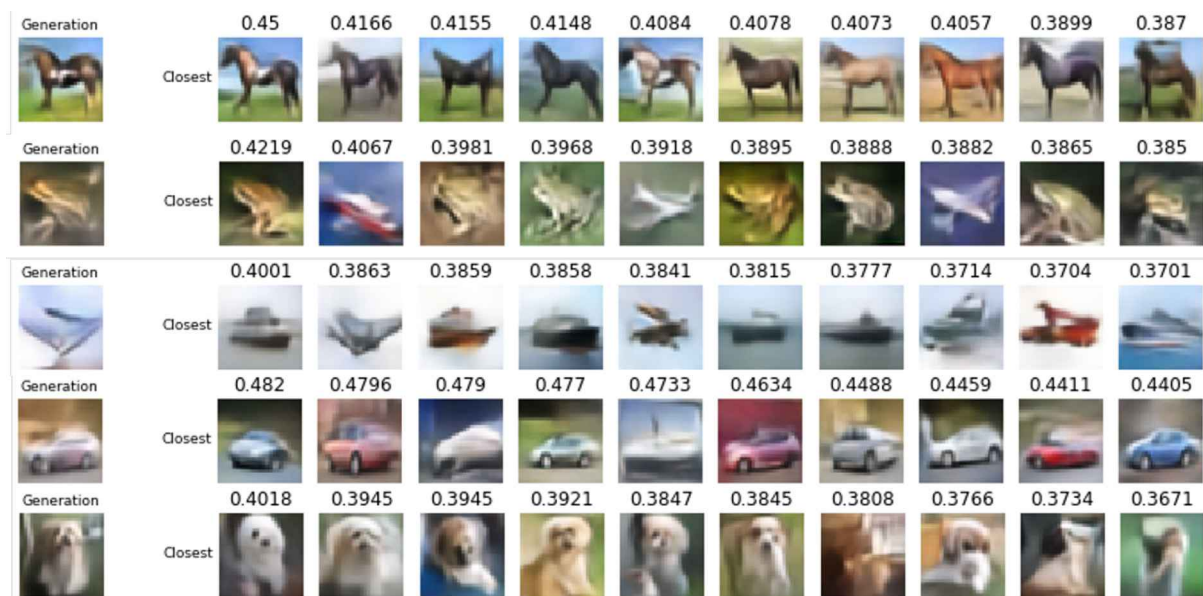 Generation 0.45 0.4166 0.4155 0.4148 0.4084 0.4078 0.4073 0.4057 0.3899 0.387
Closest
Generation 0.4219 0.4067 0.3981 0.3968 0.3918 0.3895 0.3888 0.3882 0.3865 0.385
Closest
Generation 0.4001 0.3863 0.3859 0.3858 0.3841 0.3815 0.3777 0.3714 0.3704 0.3701
Closest
Generation 0.482 0.4796 0.479 0.477 0.4733 0.4634 0.4488 0.4459 0.4411 0.4405
Closest
Generation 0.4018 0.3945 0.3945 0.3921 0.3847 0.3845 0.3808 0.3766 0.3734 0.3671
Closest